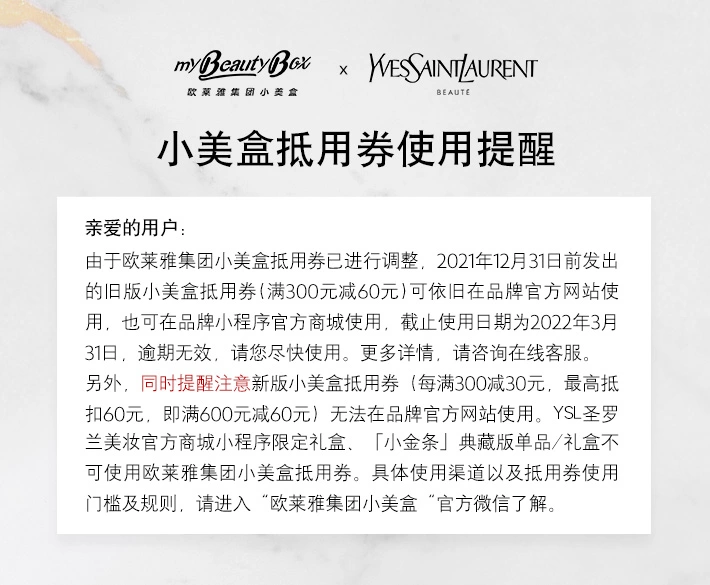 myBeautyBox x YVESSAINTLAURENT
欧莱雅集团小美盒 BEAUTÉ
小美盒抵用券使用提醒
亲爱的用户：
由于欧莱雅集团小美盒抵用券已进行调整，2021年12月31日前发出
的旧版小美盒抵用券(满300元减60元)可依旧在品牌官方网站使
用，也可在品牌小程序官方商城使用，截止使用日期为2022年3月
31日，逾期无效，请您尽快使用。更多详情，请咨询在线客服。
另外，同时提醒注意新版小美盒抵用券（每满300减30元，最高抵
扣60元，即满600元减60元）无法在品牌官方网站使用。YSL圣罗
兰美妆官方商城小程序限定礼盒、「小金条」典藏版单品/礼盒不
可使用欧莱雅集团小美盒抵用券。具体使用渠道以及抵用券使用
门槛及规则，请进入“欧莱雅集团小美盒“官方微信了解。